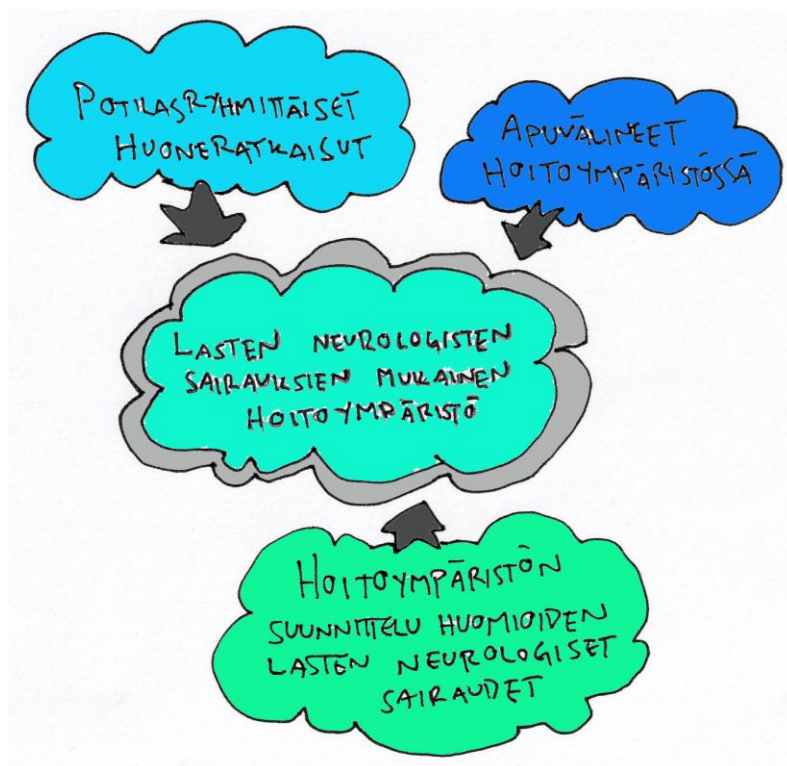 POTILASRYHMITTÄISET
HUONERATKAISUT
APUVÄLINEET
HOITOYMPÄRISTÖSSÄ
LASTEN NEUROLOGISTEN
SAIRAUKSIEN MUKAINEN
HOITOYMPÄRISTÖ
HOITOYMPÄRISTÖN
SUUNNITTELU HUOMIOIDEN
LASTEN NEUROLOGISET
SAIRAUDET